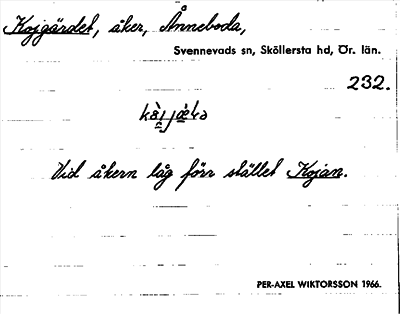 Kojgärdet, åker, Ånneboda,
Svennevads sn, Sköllersta hd, Ör. län.
232.
Vid åkern låg förr stället Kojan.
PER-AXEL WIKTORSSON 1966.